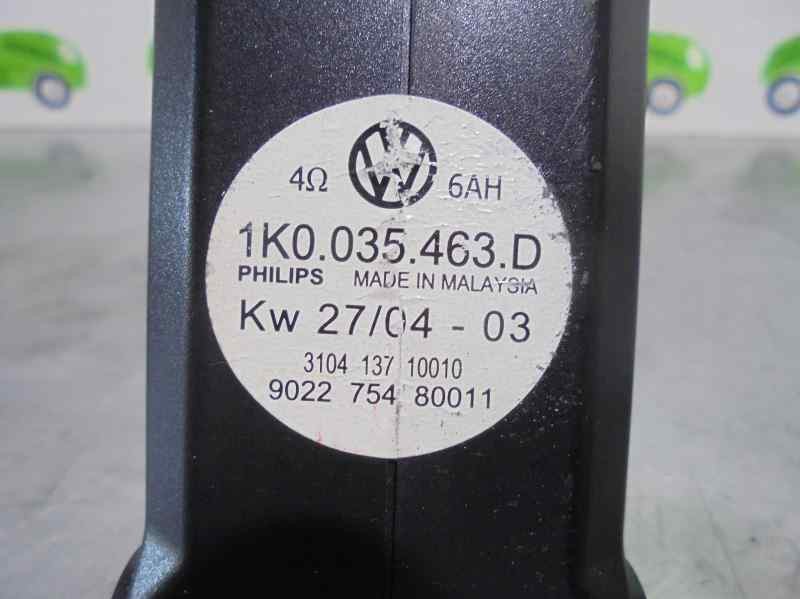 4Ω 6AH
1K0.035.463.D
PHILIPS MADE IN MALAYSIA
Kw 27/04 - 03
3104 137 10010
9022 754 80011